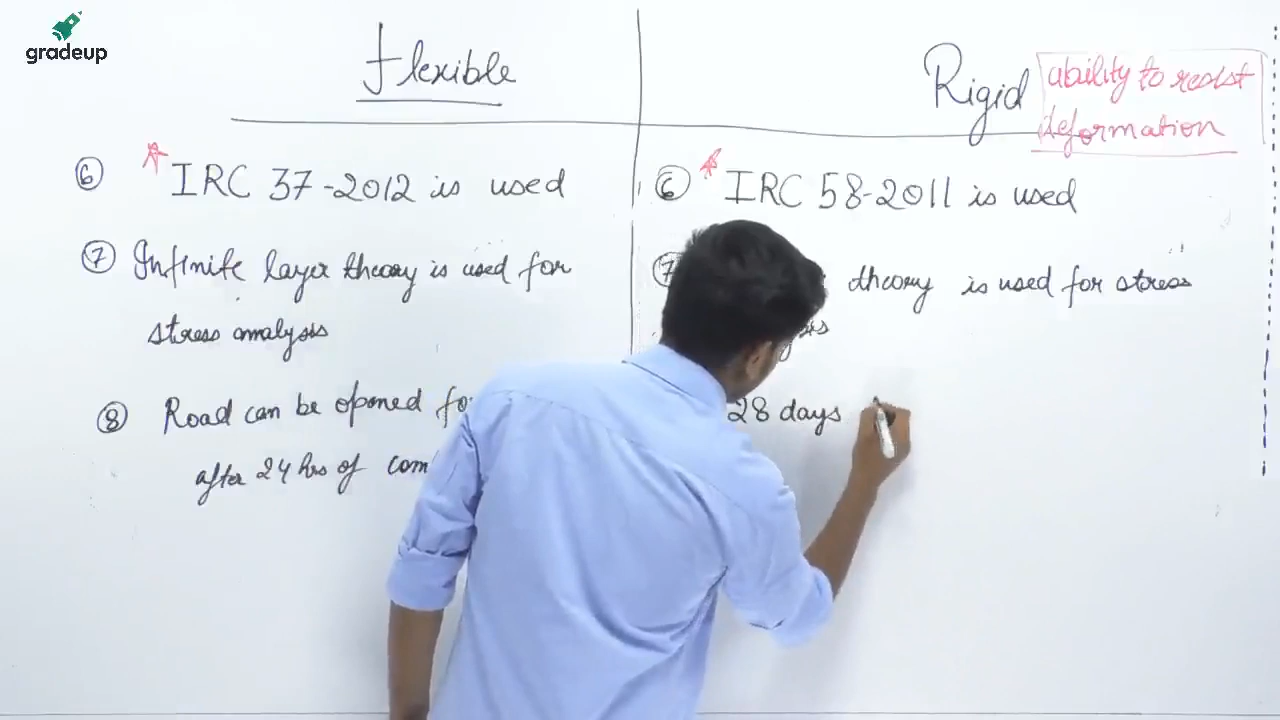 gradeup
Flexible
Rigid
ability to resist
deformation
⑥ IRC 37-2012 is used
⑦ Infinite layer theory is used for
stress analysis
⑧ Road can be opened
after 24 hrs of
⑥ IRC 58-2011 is used
theory is used for stress
28 days